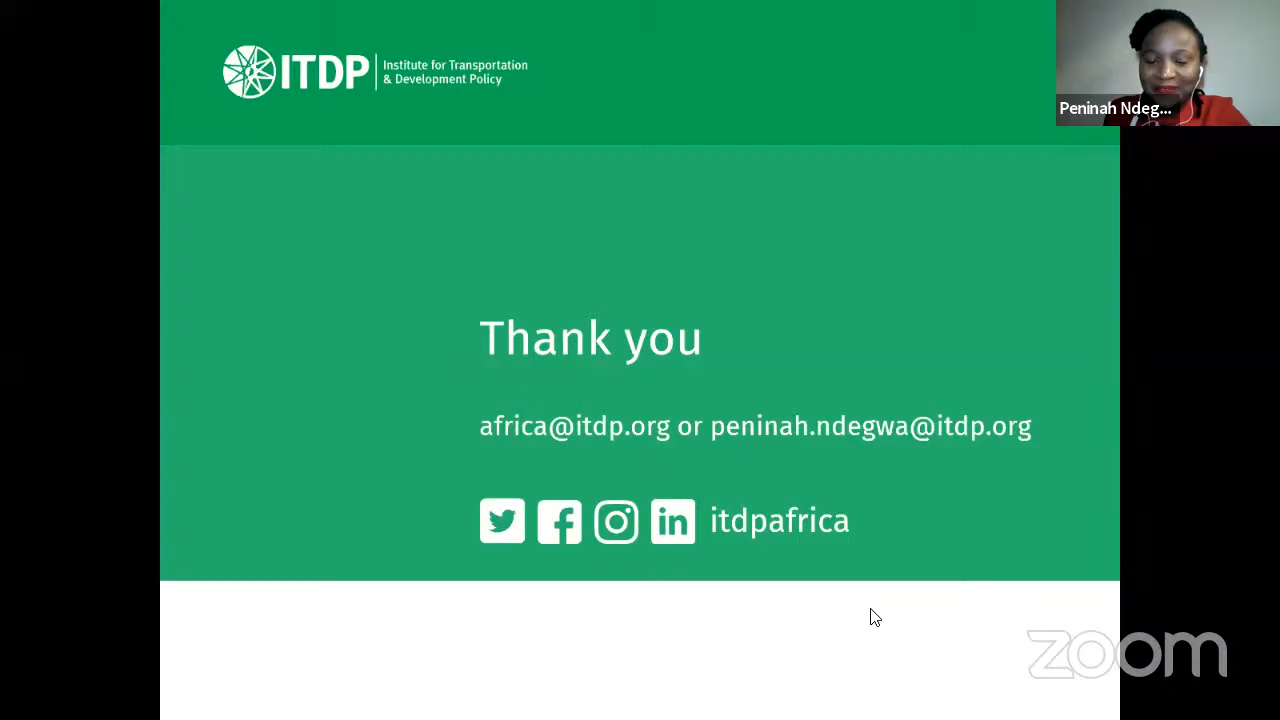 ITDP
Institute for Transportation
& Development Policy
Peninah Ndeg...
Thank you
africa@itdp.org or peninah.ndegwa@itdp.org
itdpafrica
zoom